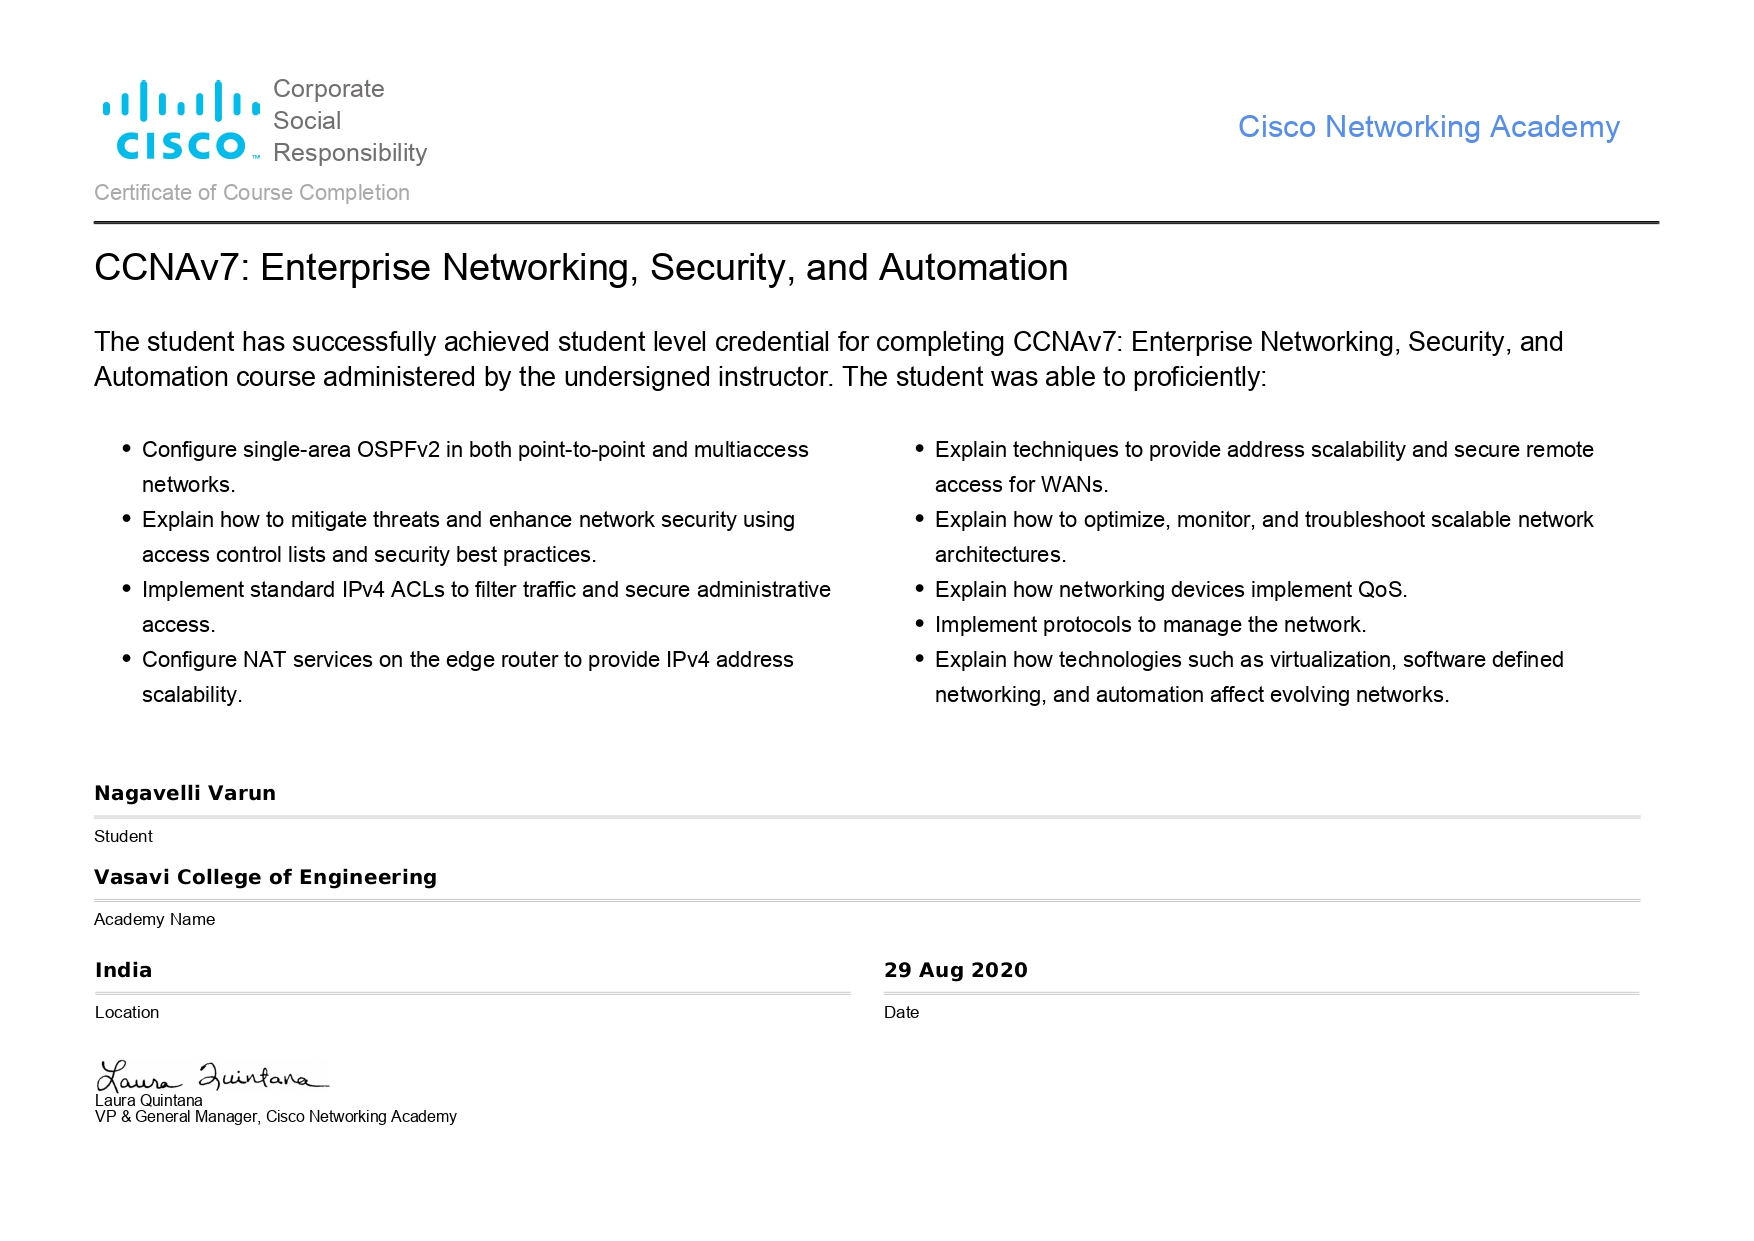 Corporate
Social
Responsibility
CISCO™
Cisco Networking Academy
Certificate of Course Completion
CCNAv7: Enterprise Networking, Security, and Automation
The student has successfully achieved student level credential for completing CCNAv7: Enterprise Networking, Security, and
Automation course administered by the undersigned instructor. The student was able to proficiently:
• Configure single-area OSPFv2 in both point-to-point and multiaccess
networks.
• Explain how to mitigate threats and enhance network security using
access control lists and security best practices.
• Implement standard IPv4 ACLs to filter traffic and secure administrative
access.
• Configure NAT services on the edge router to provide IPv4 address
scalability.
• Explain techniques to provide address scalability and secure remote
access for WANs.
• Explain how to optimize, monitor, and troubleshoot scalable network
architectures.
• Explain how networking devices implement QoS.
• Implement protocols to manage the network.
• Explain how technologies such as virtualization, software defined
networking, and automation affect evolving networks.
Nagavelli Varun
Student
Vasavi College of Engineering
Academy Name
India
Location
29 Aug 2020
Date
Laura Quintana
Laura Quintana
VP & General Manager, Cisco Networking Academy